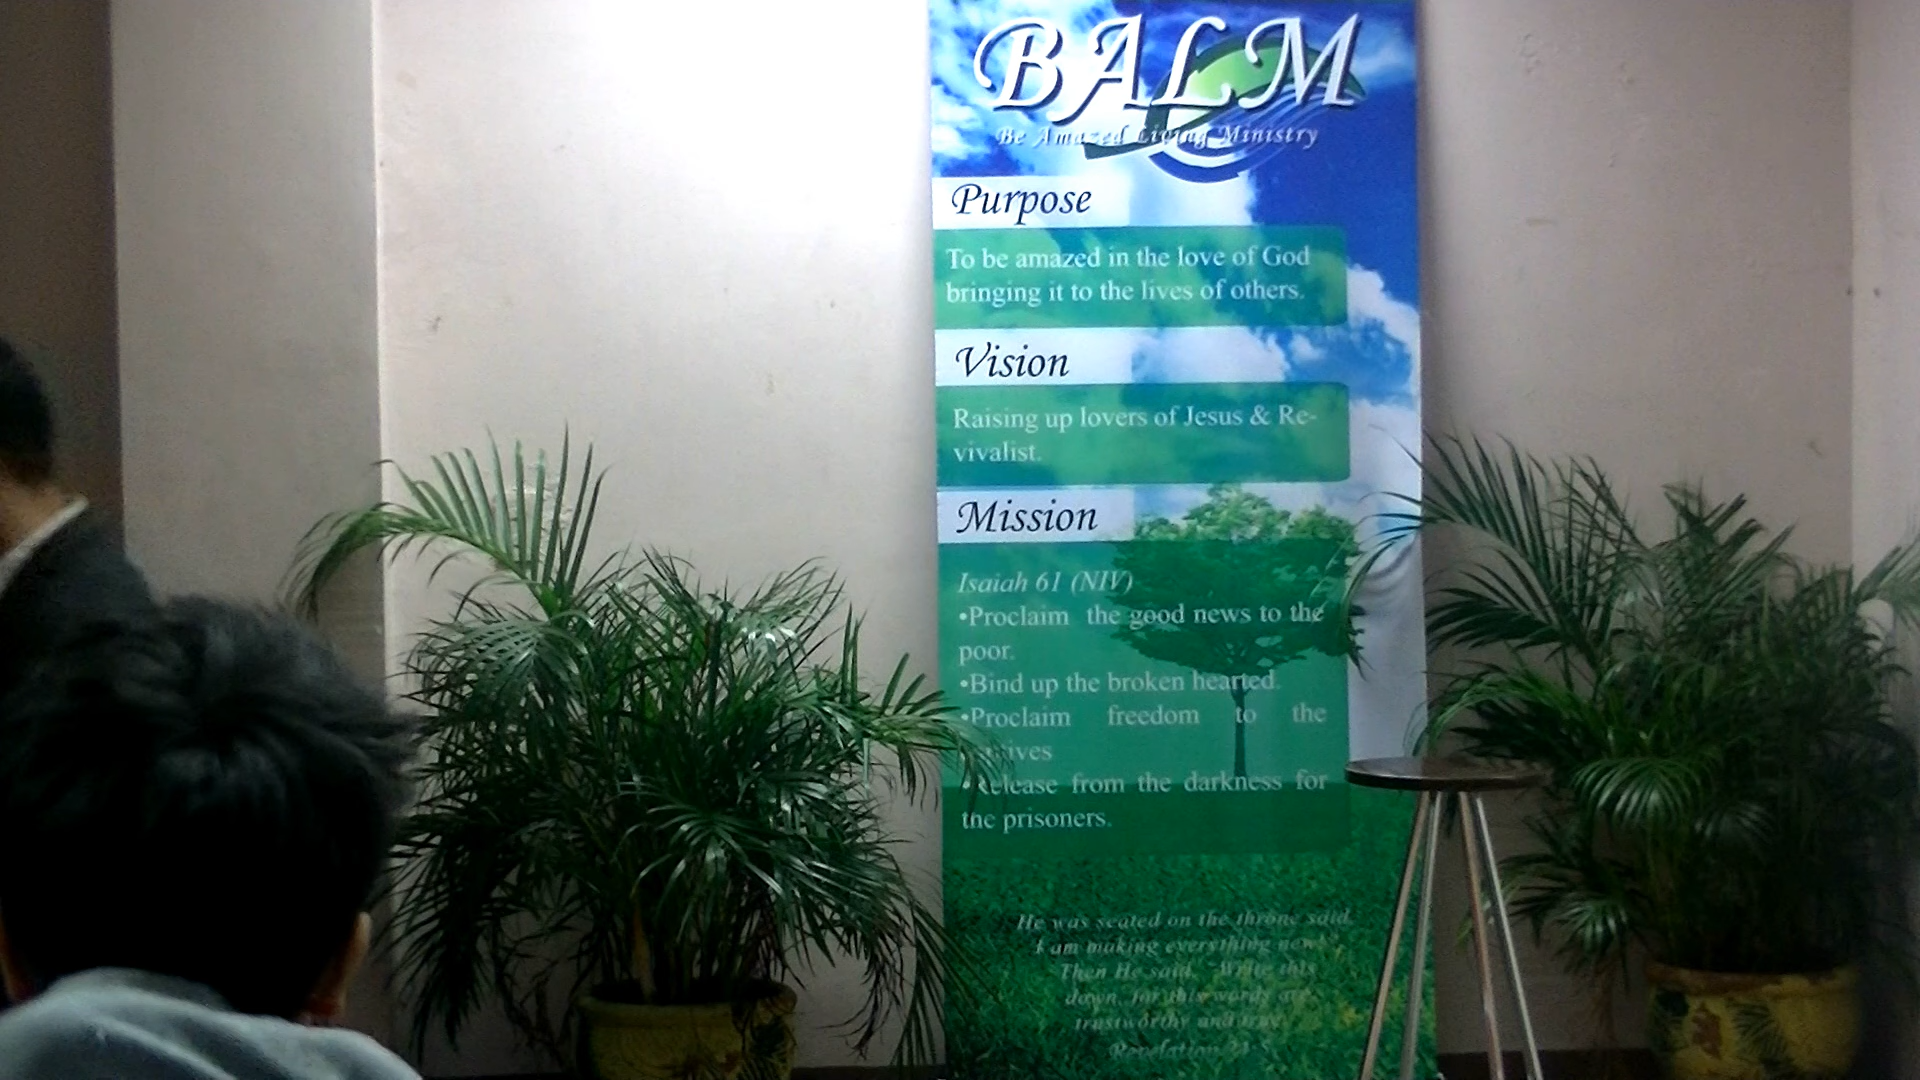 BALM
Be Amazed Living Ministry
Purpose
To be amazed in the love of God
bringing it to the lives of others.
Vision
Raising up lovers of Jesus & Re-
vivalist.
Mission
Isaiah 61 (NIV)
•Proclaim the good news to the
poor.
•Bind up the broken hearted.
•Proclaim freedom to the
•Release from the darkness for
the prisoners.
He was seated on the throne said,
I am making everything new!
Then He said, Write this
down, for this words are
trustworthy and true.
Revelation 21:5